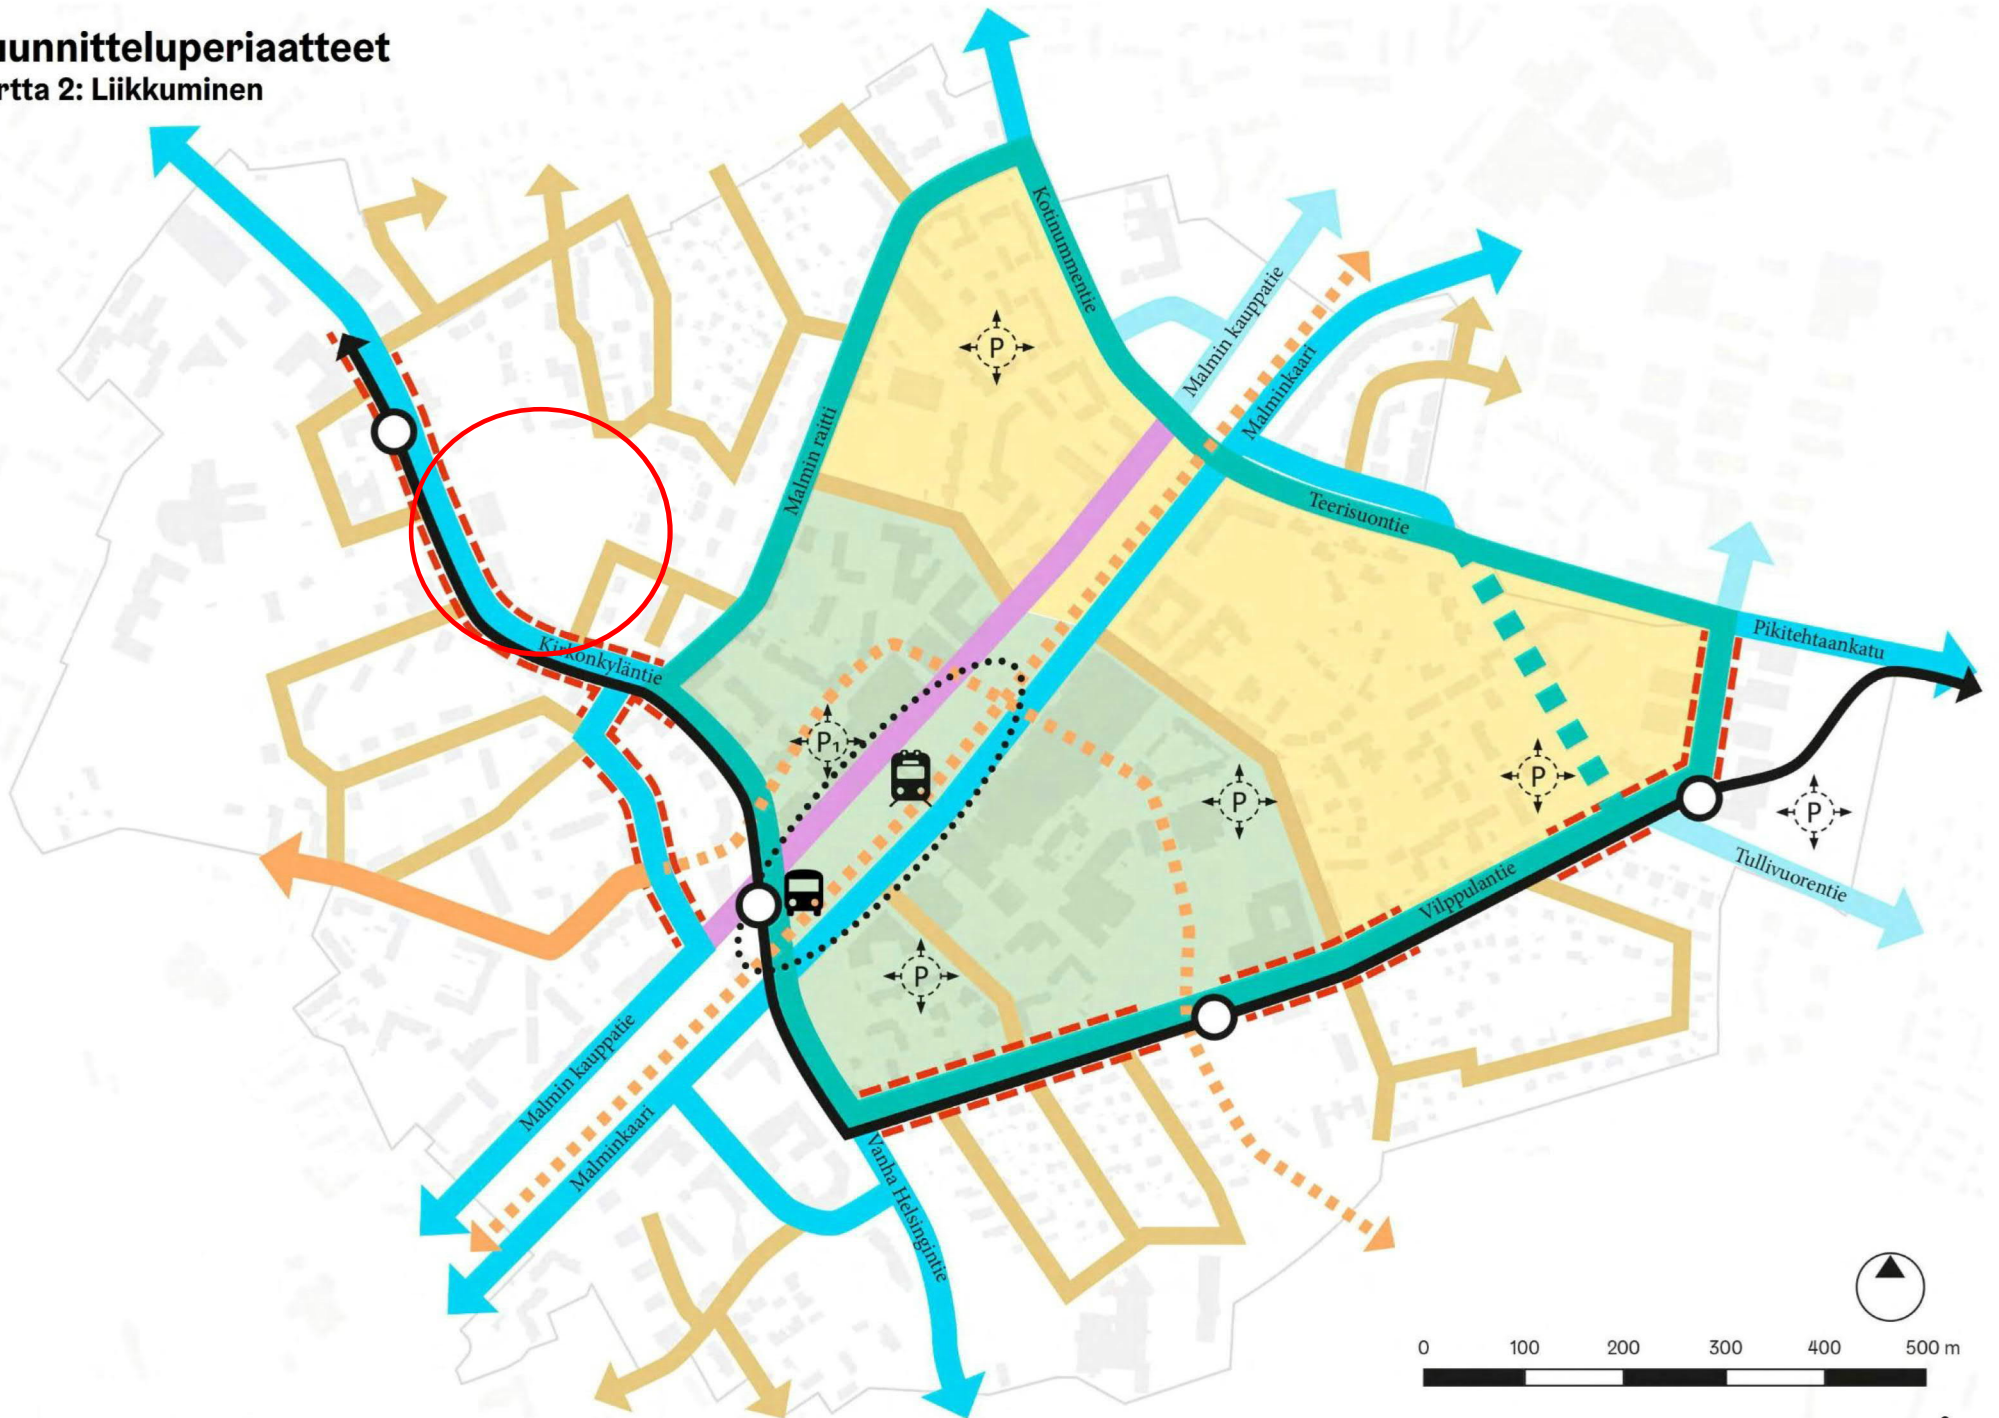 uunnitteluperiaatteet
rtta 2: Liikkuminen
Kotinummentie
Malmin kauppatie
Malminkaari
Malmin raitti
P
Teerisuontie
Kirkonkyläntie
Pikitehtaankatu
P₁
P
P
P
Tullivuorentie
Vilppulantie
P
Malmin kauppatie
Malminkaari
Vanha Helsingintie
0 100 200 300 400 500 m